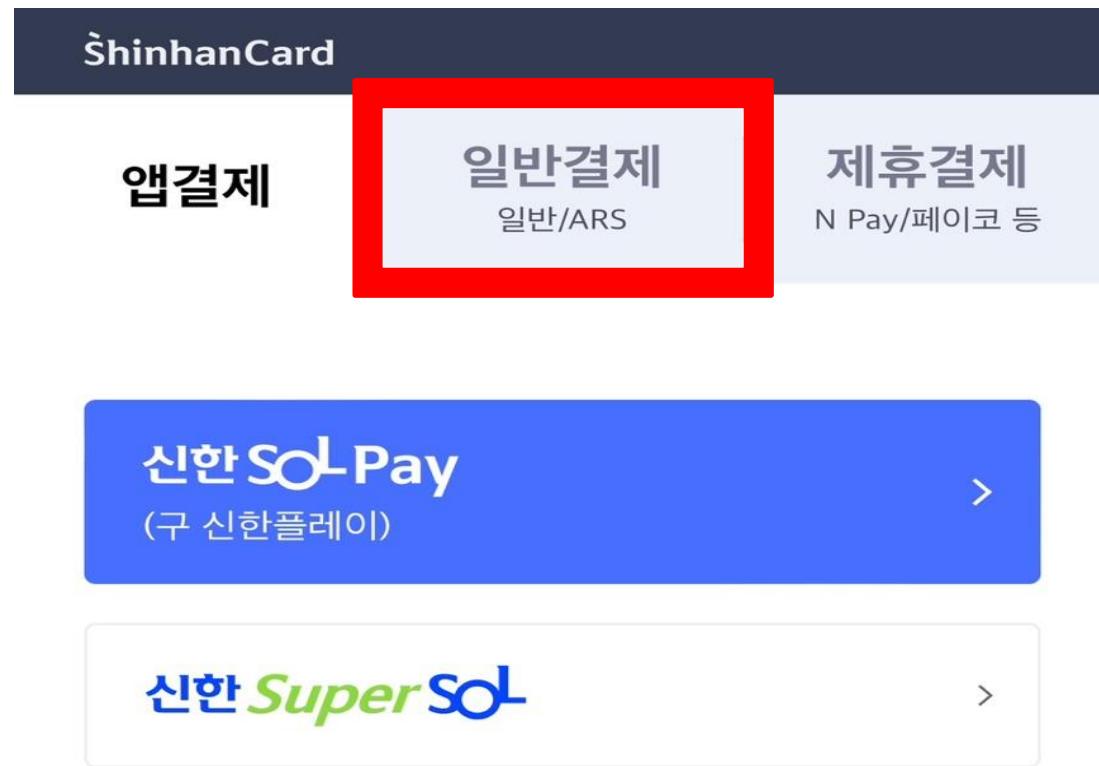 ShinhanCard
앱결제
일반결제
일반/ARS
제휴결제
N Pay/페이코 등
신한 SOL Pay
(구 신한플레이)
>
신한 Super SOL
>